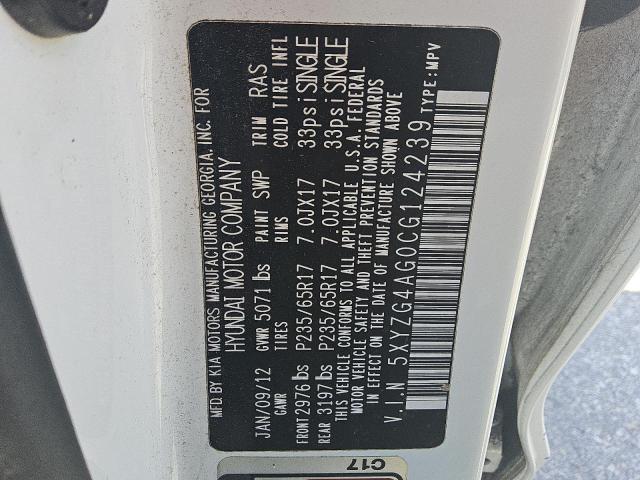 MFD. BY KIA MOTORS MANUFACTURING GEORGIA, INC. FOR
HYUNDAI MOTOR COMPANY
JAN/09/12 GVWR 5071 lbs PAINT SWP TRIM RAS
GAWR TIRES RIMS COLD TIRE INFL
FRONT 2976 lbs P235/65R17 7.0JX17 33psi SINGLE
REAR 3197 lbs P235/65R17 7.0JX17 33psi SINGLE
THIS VEHICLE CONFORMS TO ALL APPLICABLE U.S.A. FEDERAL
MOTOR VEHICLE SAFETY AND THEFT PREVENTION STANDARDS
IN EFFECT ON THE DATE OF MANUFACTURE SHOWN ABOVE
V.I.N 5XYZG4AG0CG124239 TYPE:MPV
C17